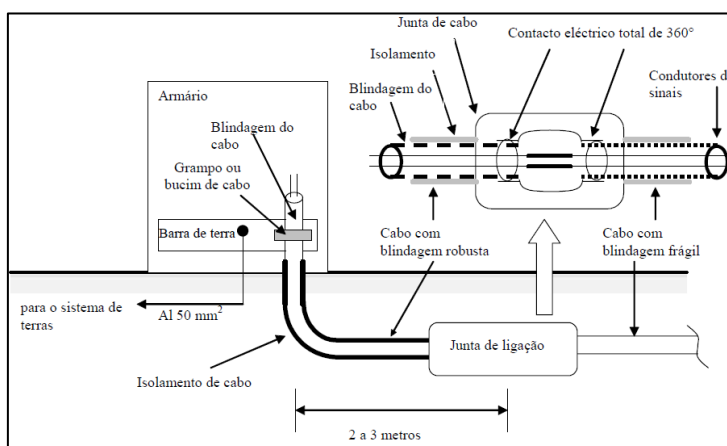 Junta de cabo
Contacto eléctrico total de 360°
Isolamento
Condutores d
sinais
Blindagem do
cabo
Armário
Blindagem do
cabo
Grampo ou
bucim de cabo
Barra de terra
Cabo com
blindagem robusta
Cabo com
blindagem frágil
para o sistema de
terras
Al 50 mm²
Junta de ligação
Isolamento de cabo
2 a 3 metros